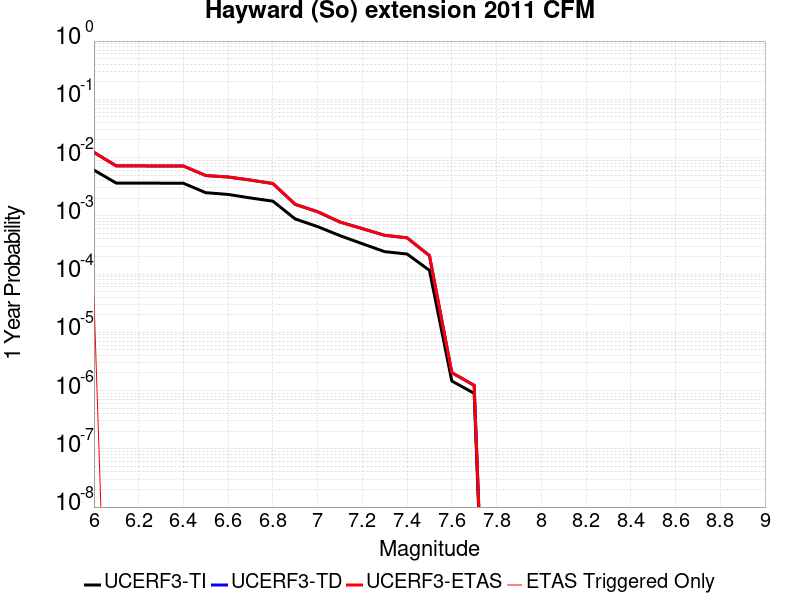 Hayward (So) extension 2011 CFM
10^0
10^-1
10^-2
10^-3
10^-4
10^-5
10^-6
10^-7
10^-8
1 Year Probability
6 6.2 6.4 6.6 6.8 7 7.2 7.4 7.6 7.8 8 8.2 8.4 8.6 8.8 9
Magnitude
UCERF3-TI UCERF3-TD UCERF3-ETAS ETAS Triggered Only